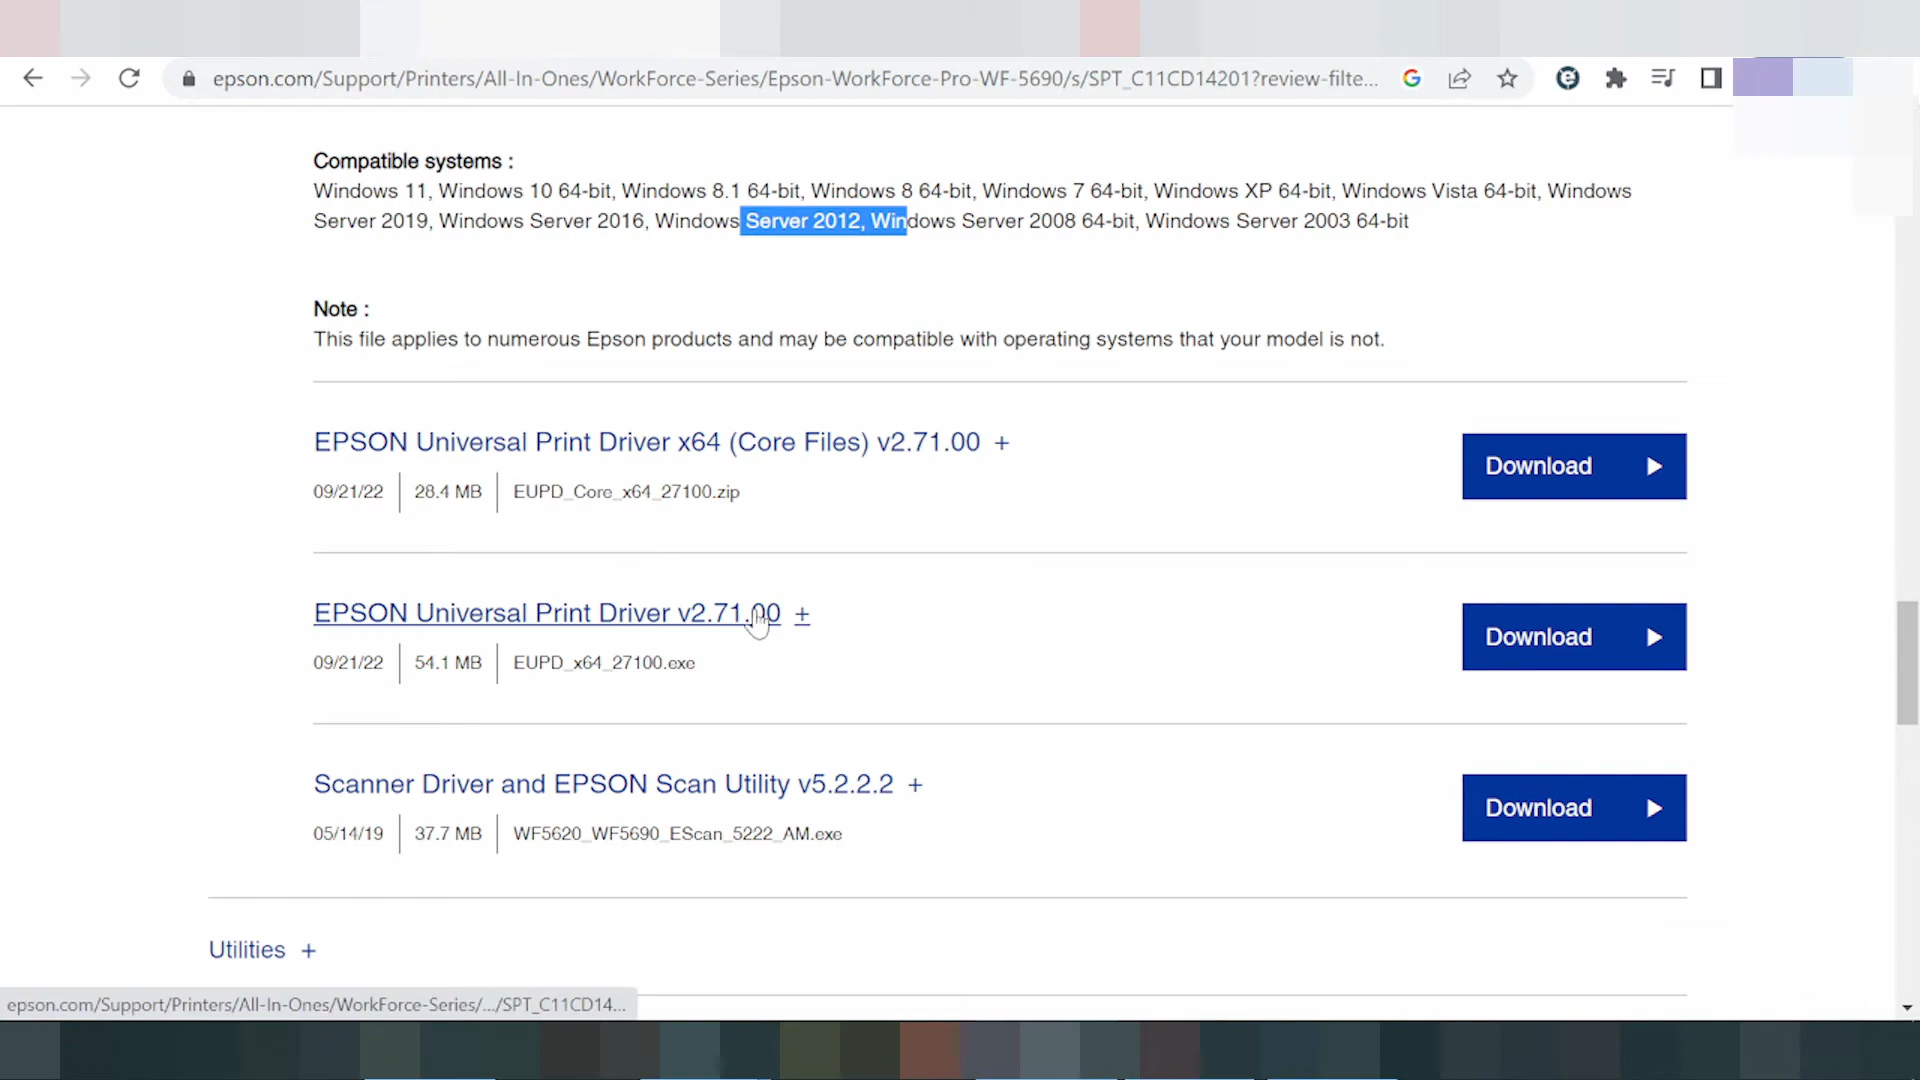 epson.com/Support/Printers/All-In-Ones/WorkForce-Series/Epson-WorkForce-Pro-WF-5690/s/SPT_C11CD14201?review-filte...
Compatible systems :
Windows 11, Windows 10 64-bit, Windows 8.1 64-bit, Windows 8 64-bit, Windows 7 64-bit, Windows XP 64-bit, Windows Vista 64-bit, Windows
Server 2019, Windows Server 2016, Windows Server 2012, Windows Server 2008 64-bit, Windows Server 2003 64-bit
Note :
This file applies to numerous Epson products and may be compatible with operating systems that your model is not.
EPSON Universal Print Driver x64 (Core Files) v2.71.00 +
Download
09/21/22 28.4 MB EUPD_Core_x64_27100.zip
EPSON Universal Print Driver v2.71.00 +
Download
09/21/22 54.1 MB EUPD_x64_27100.exe
Scanner Driver and EPSON Scan Utility v5.2.2.2 +
Download
05/14/19 37.7 MB WF5620_WF5690_EScan_5222_AM.exe
Utilities +
epson.com/Support/Printers/All-In-Ones/WorkForce-Series/.../SPT_C11CD14...